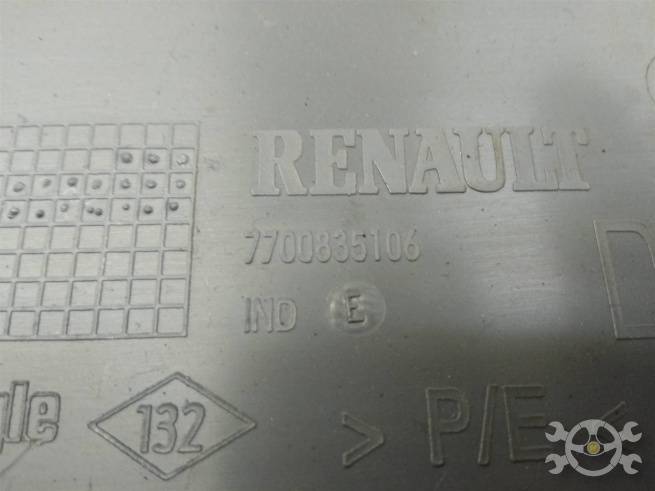 RENAULT
7700835106
IND E
132 >P/E<